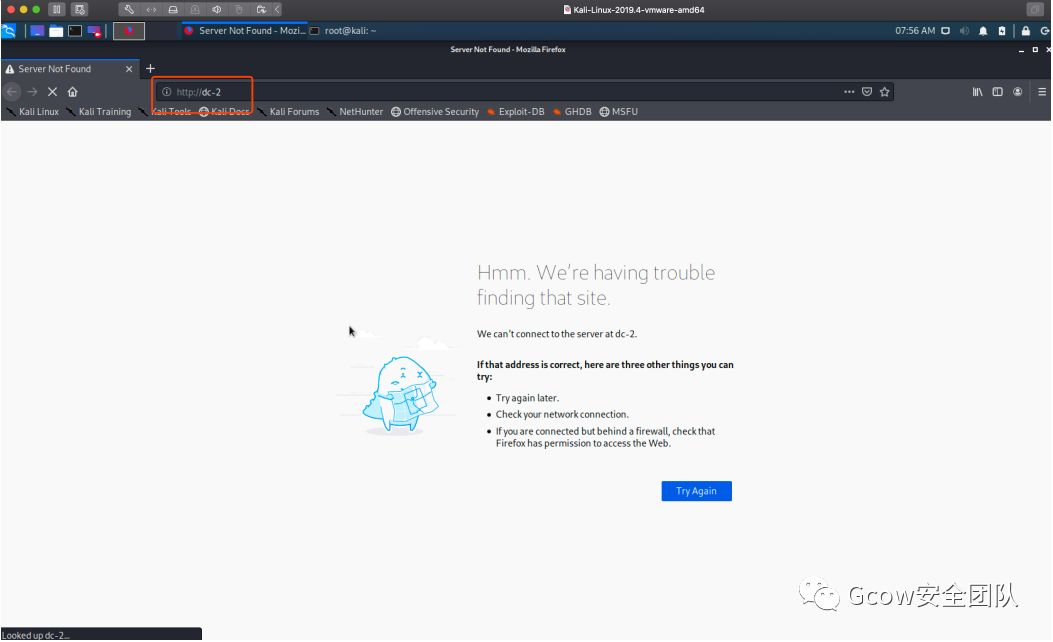 Kali-Linux-2019.4-vmware-amd64
Server Not Found - Mozi... root@kali: ~ 07:56 AM
Server Not Found - Mozilla Firefox
Server Not Found
http://dc-2
Kali Linux Kali Training Kali Tools Kali Docs Kali Forums NetHunter Offensive Security Exploit-DB GHDB MSFU
Hmm. We're having trouble
finding that site.
We can't connect to the server at dc-2.
If that address is correct, here are three other things you can
try:
Try again later.
Check your network connection.
If you are connected but behind a firewall, check that
Firefox has permission to access the Web.
Try Again
Gcow安全团队
Looked up dc-2...